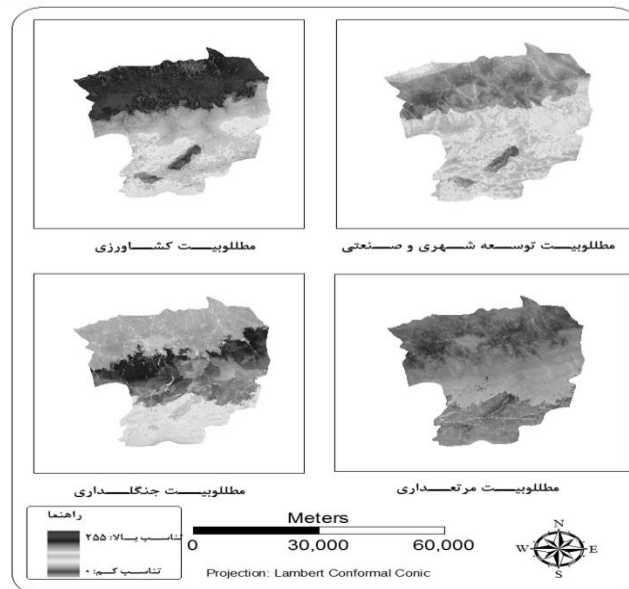 مطلوبیت کشاورزی
مطلوبیت توسعه شهری و صنعتی
مطلوبیت جنگلداری
مطلوبیت مرتعداری
راهنما
تناسب بالا: ۲۵۵
تناسب کم: ۰
Meters
0 30,000 60,000
Projection: Lambert Conformal Conic
N
W E
S